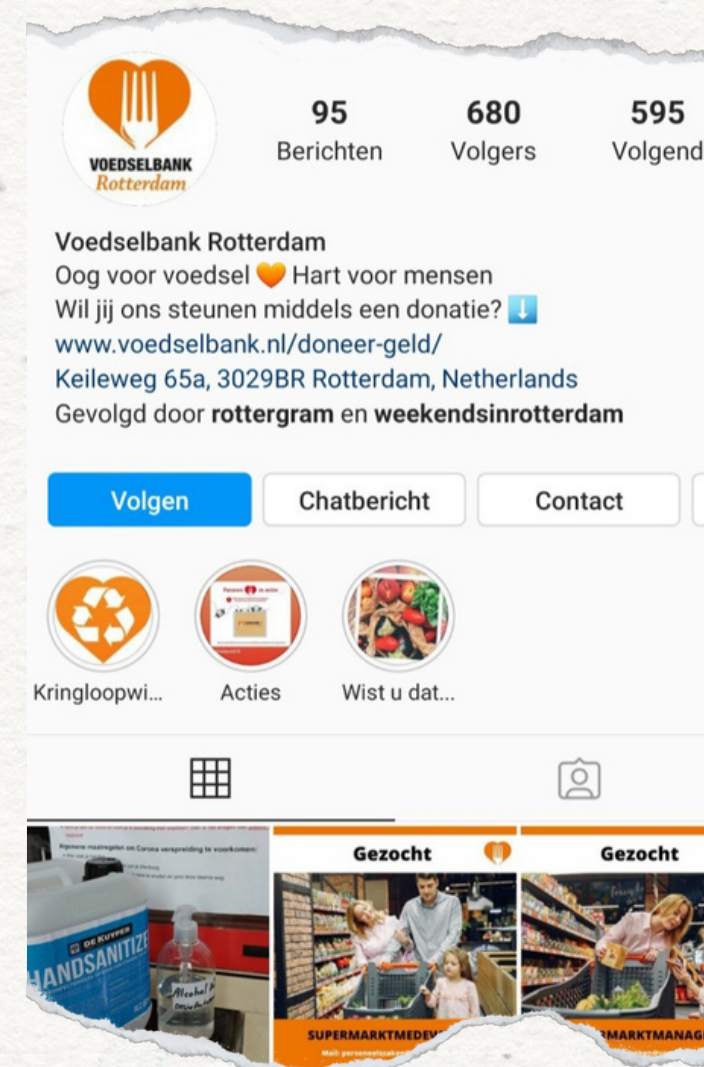 VOEDSELBANK
Rotterdam
95
Berichten
680
Volgers
595
Volgend
Voedselbank Rotterdam
Oog voor voedsel 🧡 Hart voor mensen
Wil jij ons steunen middels een donatie? ⬇️
www.voedselbank.nl/doneer-geld/
Keileweg 65a, 3029BR Rotterdam, Netherlands
Gevolgd door rottergram en weekendsinrotterdam
Volgen
Chatbericht
Contact
Kringloopwi...
Acties
Wist u dat...
Algemene maatregelen om Corona verspreiding te voorkomen:
DE KUYPER
HANDSANITIZE
Alcohol
Gezocht
SUPERMARKTMEDEW
Gezocht
RMARKTMANAG